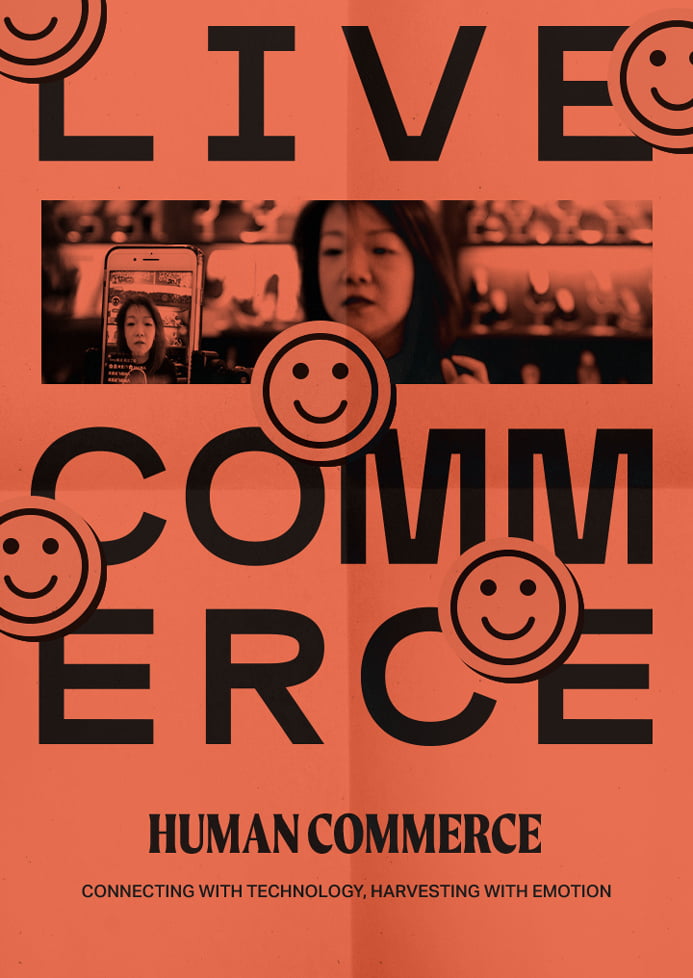 LIVE
COMM
ERCE
HUMAN COMMERCE
CONNECTING WITH TECHNOLOGY, HARVESTING WITH EMOTION